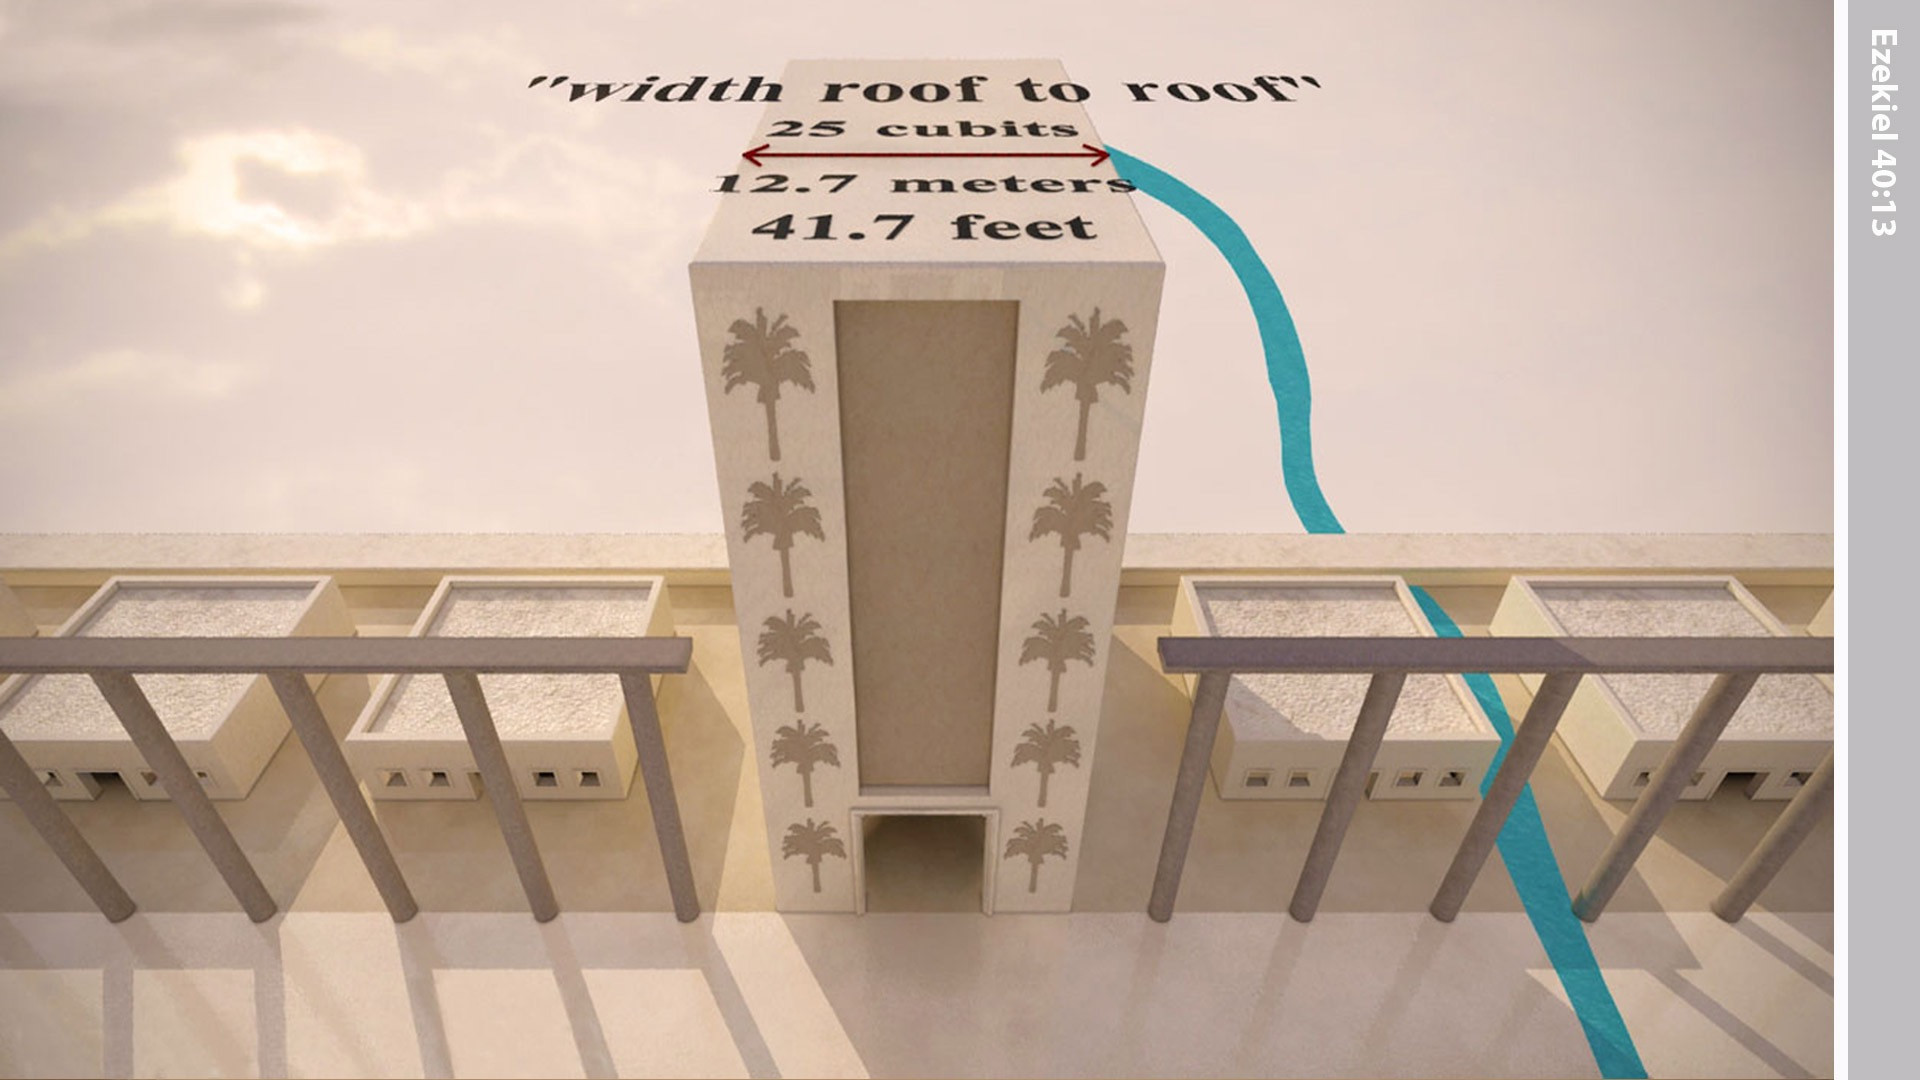 "width roof to roof"
25 cubits
12.7 meters
41.7 feet
Ezekiel 40:13